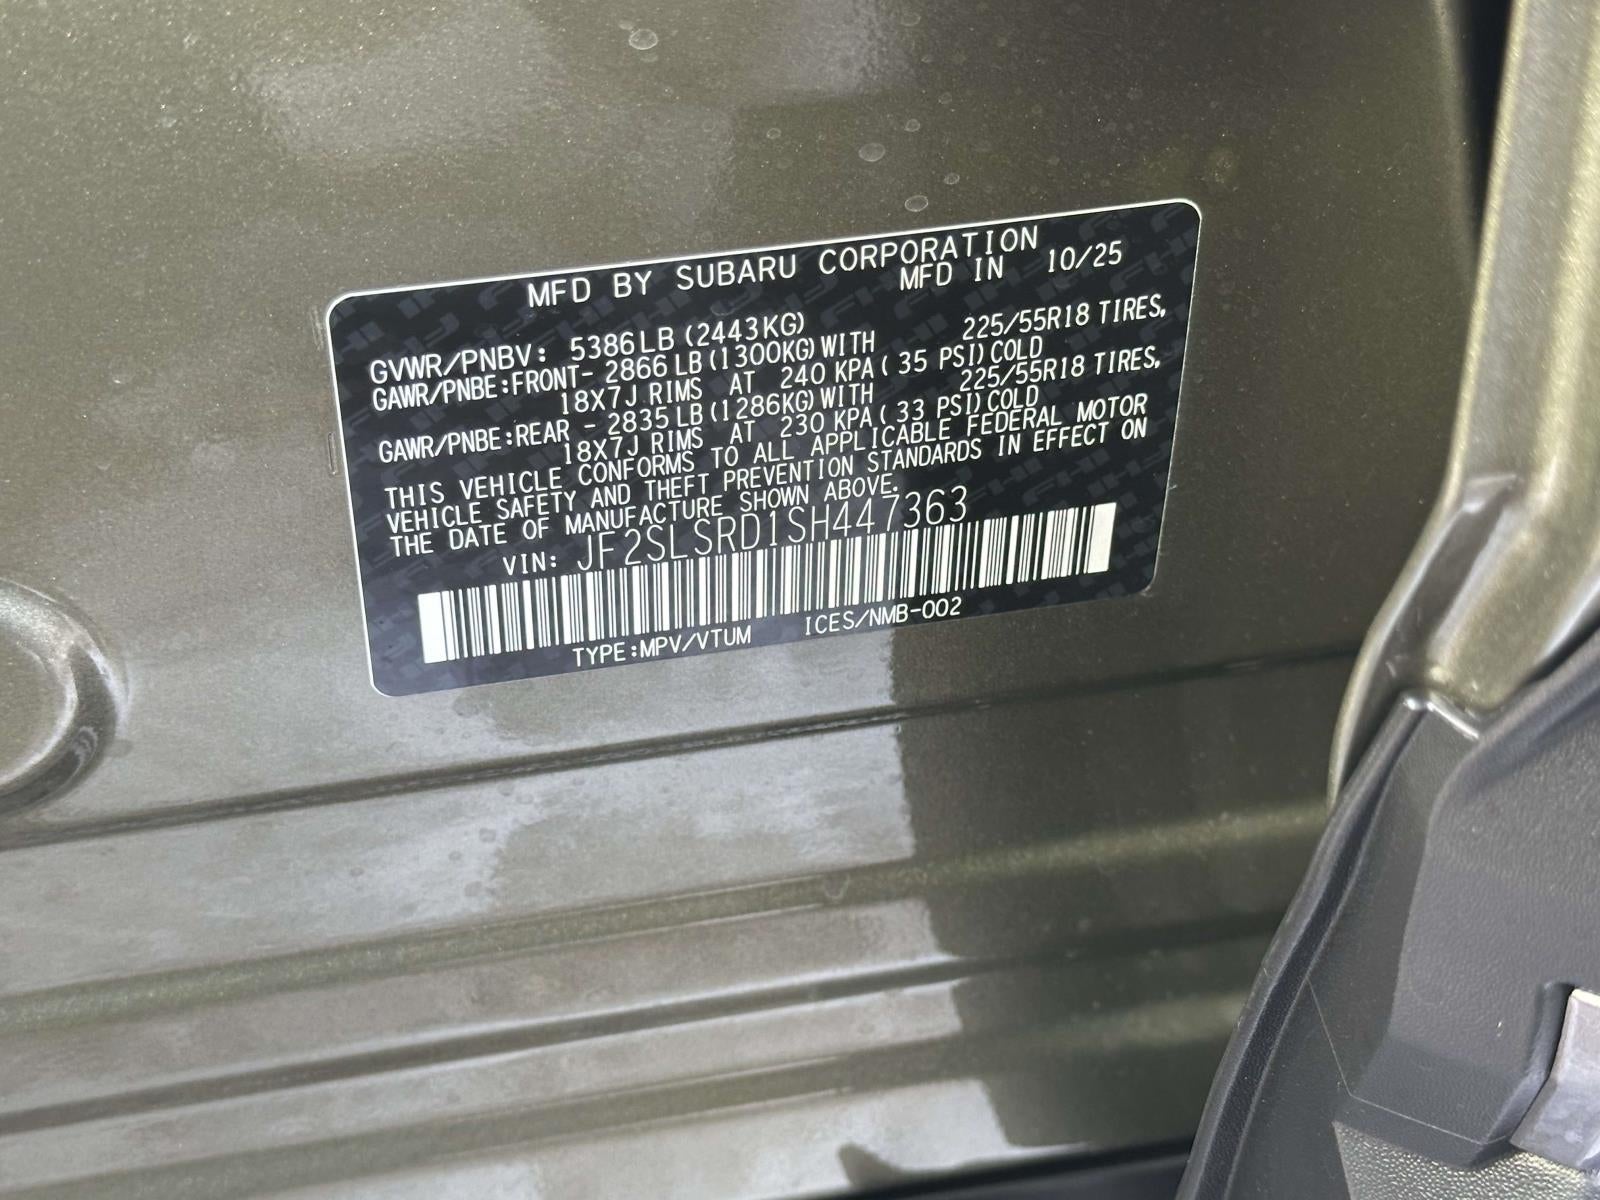 MFD BY SUBARU CORPORATION
MFD IN 10/25
GVWR/PNBV: 5386LB (2443KG)
GAWR/PNBE:FRONT- 2866LB (1300KG) WITH 225/55R18 TIRES,
18X7J RIMS AT 240 KPA ( 35 PSI) COLD
GAWR/PNBE:REAR - 2835LB (1286KG) WITH 225/55R18 TIRES,
18X7J RIMS AT 230 KPA ( 33 PSI) COLD
THIS VEHICLE CONFORMS TO ALL APPLICABLE FEDERAL MOTOR
VEHICLE SAFETY AND THEFT PREVENTION STANDARDS IN EFFECT ON
THE DATE OF MANUFACTURE SHOWN ABOVE.
VIN: JF2SLSRD1SH447363
TYPE:MPV/VTUM ICES/NMB-002